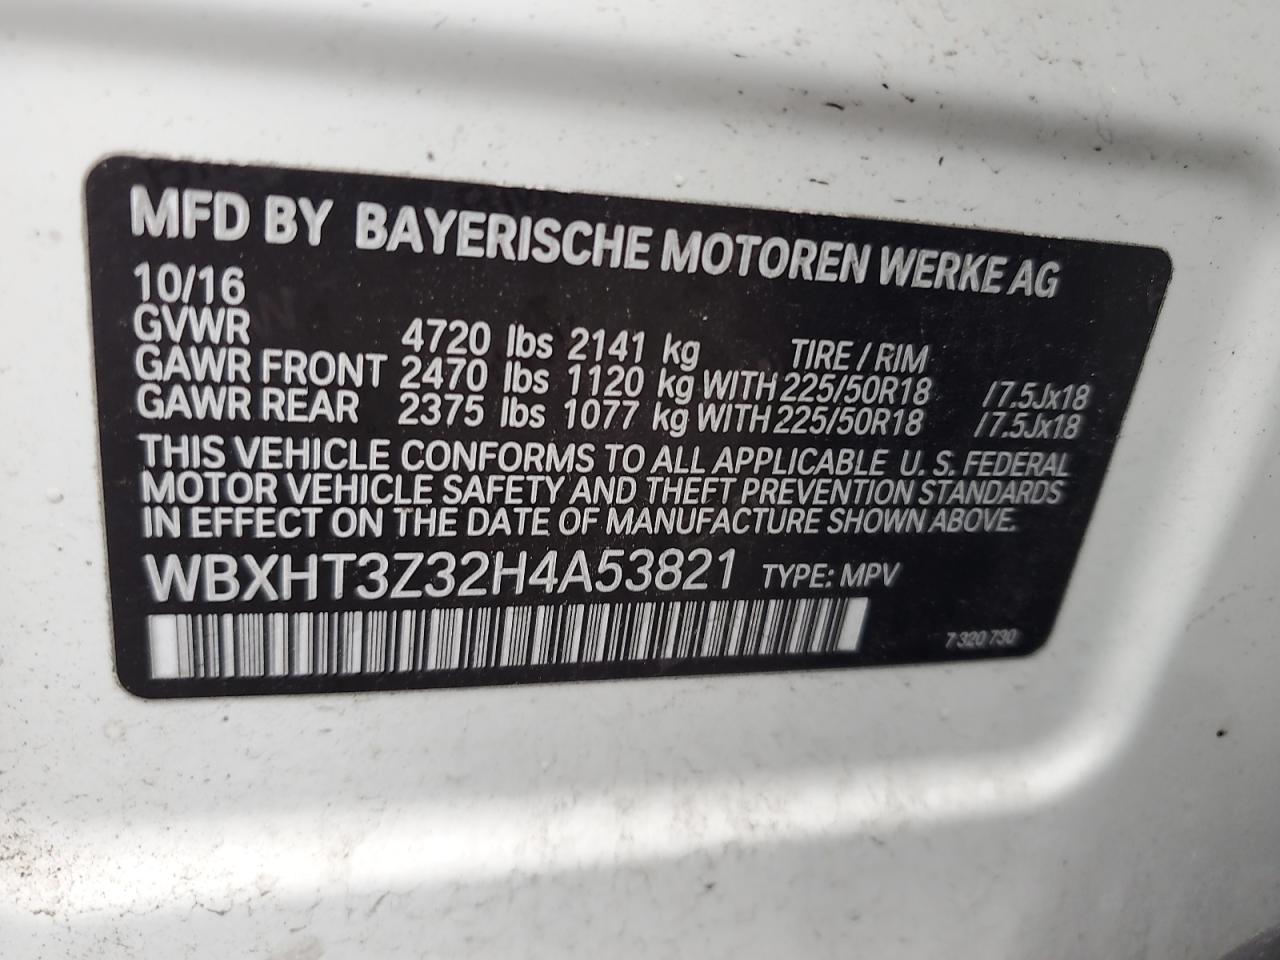 MFD BY BAYERISCHE MOTOREN WERKE AG
10/16
GVWR 4720 lbs 2141 kg TIRE / RIM
GAWR FRONT 2470 lbs 1120 kg WITH 225/50R18 / 7.5Jx18
GAWR REAR 2375 lbs 1077 kg WITH 225/50R18 / 7.5Jx18
THIS VEHICLE CONFORMS TO ALL APPLICABLE U. S. FEDERAL
MOTOR VEHICLE SAFETY AND THEFT PREVENTION STANDARDS
IN EFFECT ON THE DATE OF MANUFACTURE SHOWN ABOVE.
WBXHT3Z32H4A53821 TYPE: MPV
7 320 730